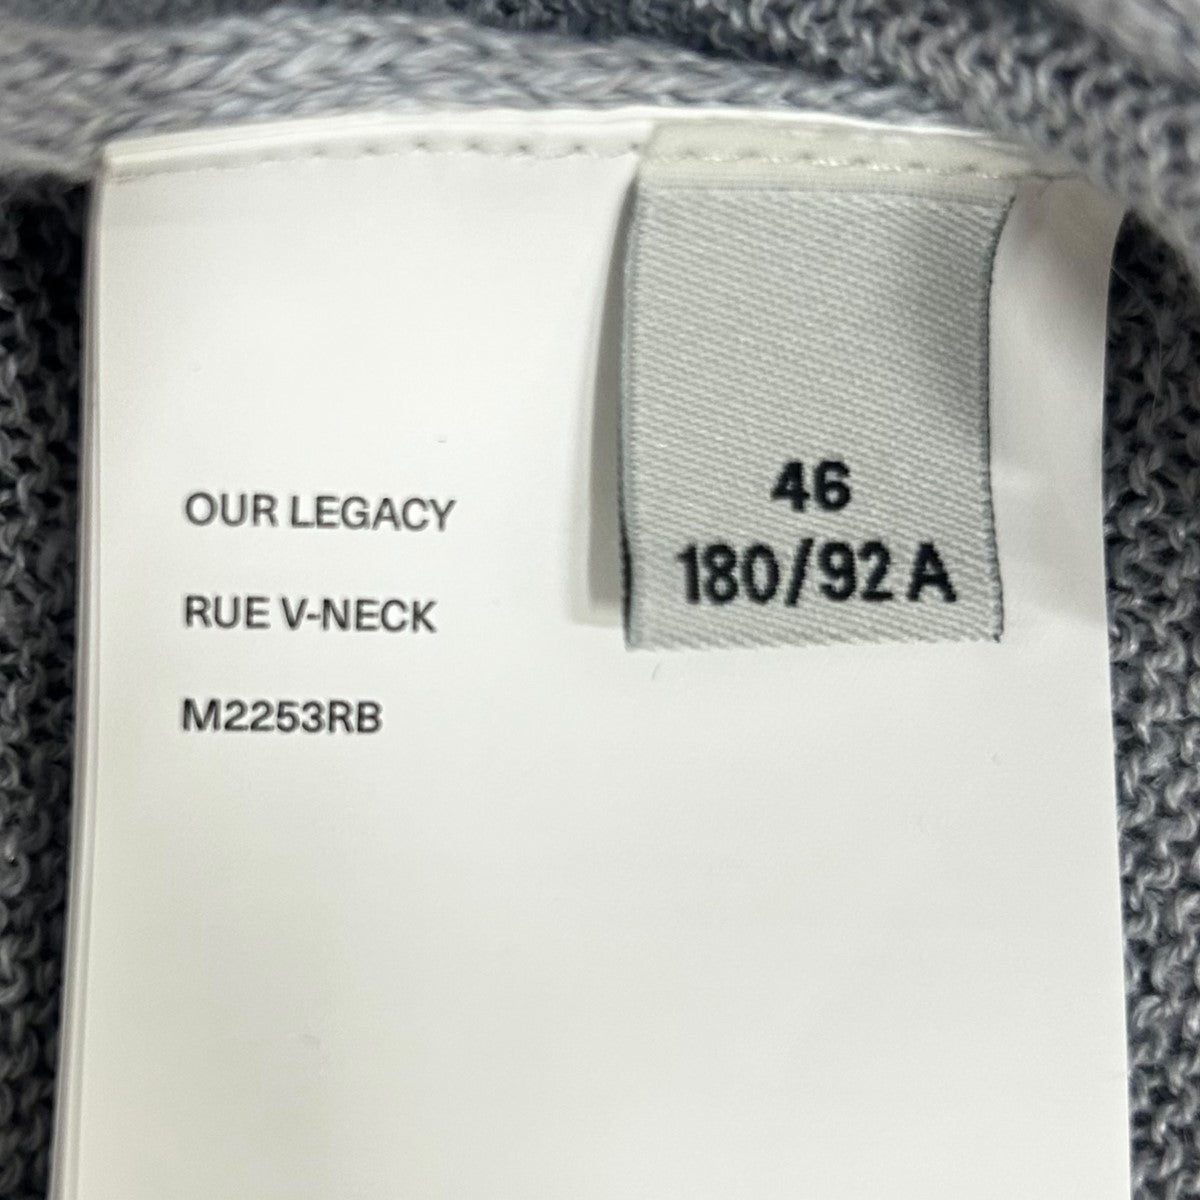 OUR LEGACY
RUE V-NECK
M2253RB
46
180/92 A